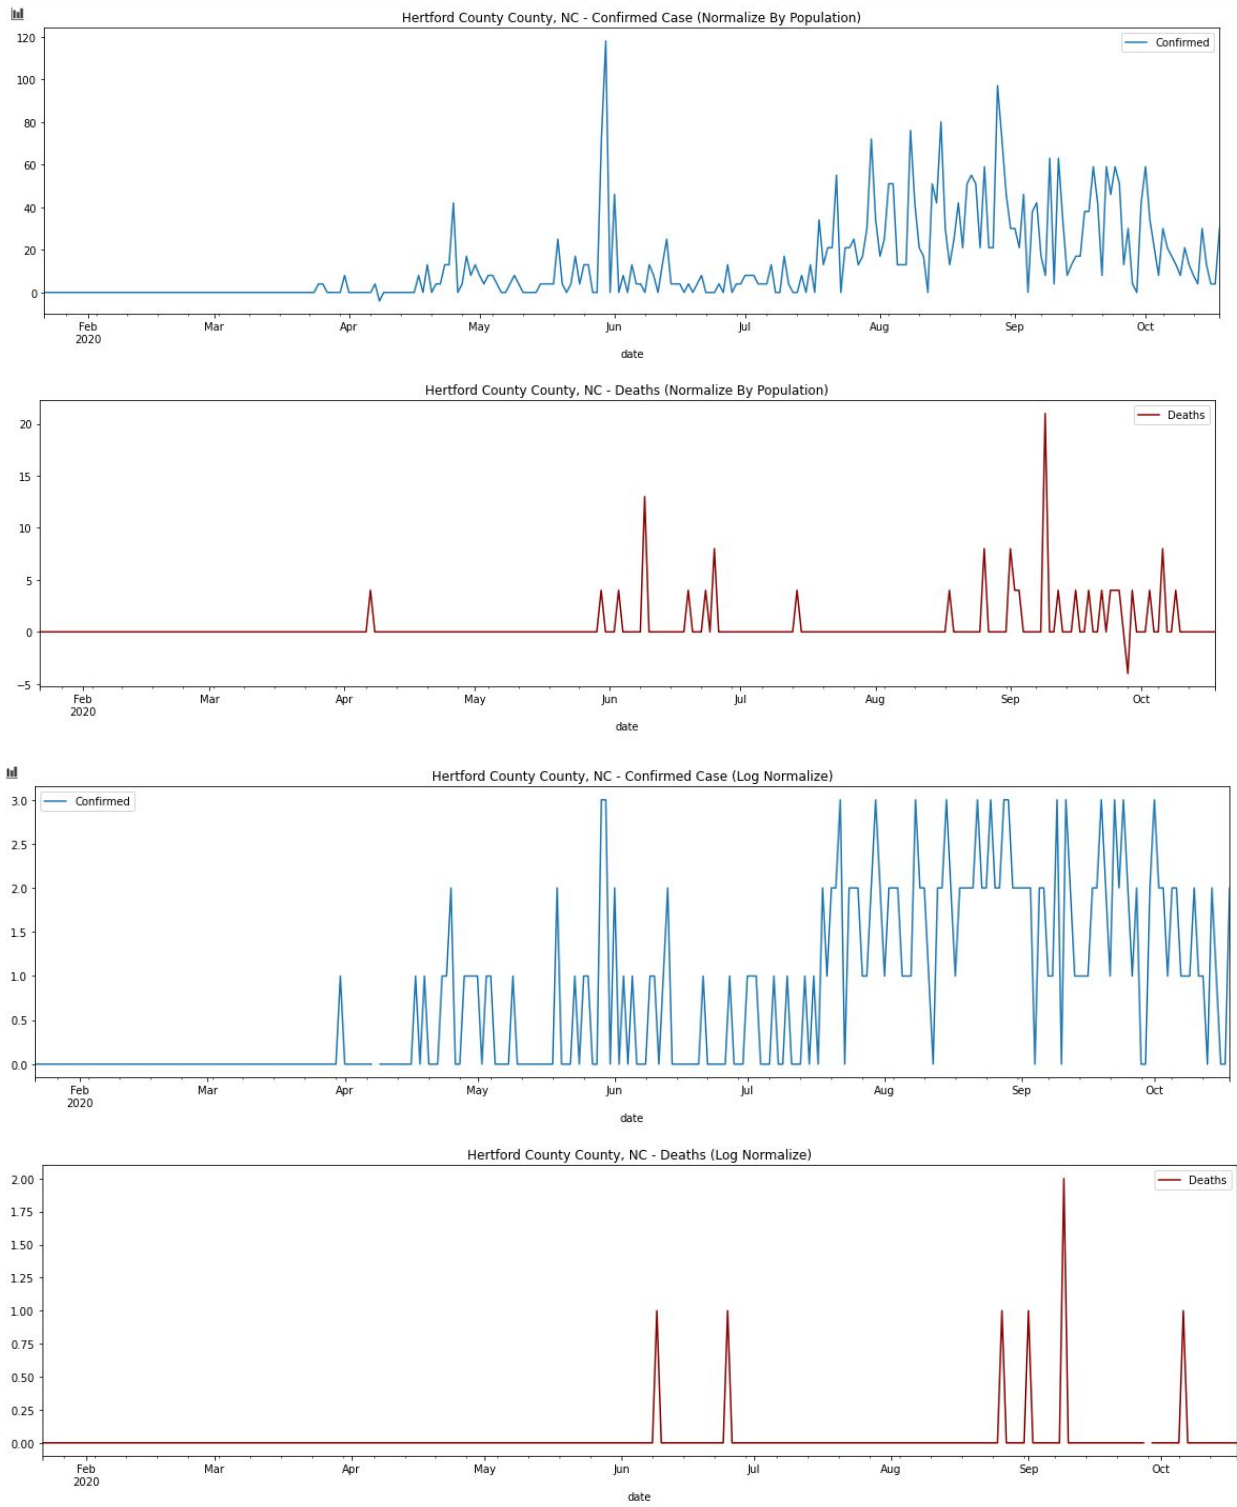 Hertford County County, NC - Confirmed Case (Normalize By Population)
Confirmed
120
100
80
60
40
20
0
Feb Mar Apr May Jun Jul Aug Sep Oct
2020
date
Hertford County County, NC - Deaths (Normalize By Population)
Deaths
20
15
10
5
0
−5
Feb Mar Apr May Jun Jul Aug Sep Oct
2020
date
Hertford County County, NC - Confirmed Case (Log Normalize)
Confirmed
3.0
2.5
2.0
1.5
1.0
0.5
0.0
Feb Mar Apr May Jun Jul Aug Sep Oct
2020
date
Hertford County County, NC - Deaths (Log Normalize)
Deaths
2.00
1.75
1.50
1.25
1.00
0.75
0.50
0.25
0.00
Feb Mar Apr May Jun Jul Aug Sep Oct
2020
date